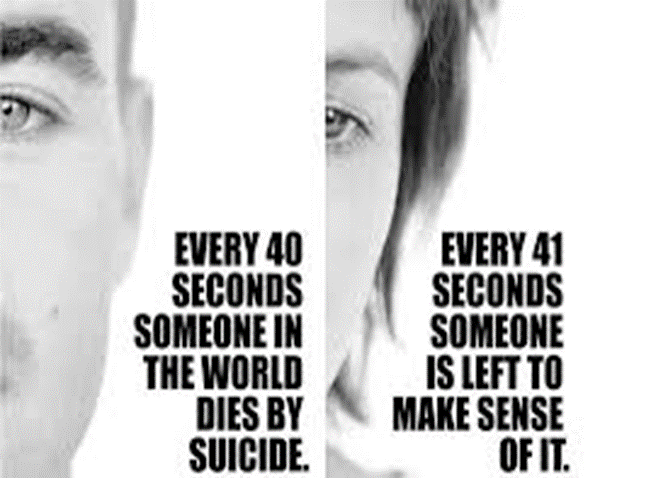 EVERY 40
SECONDS
SOMEONE IN
THE WORLD
DIES BY
SUICIDE.
EVERY 41
SECONDS
SOMEONE
IS LEFT TO
MAKE SENSE
OF IT.